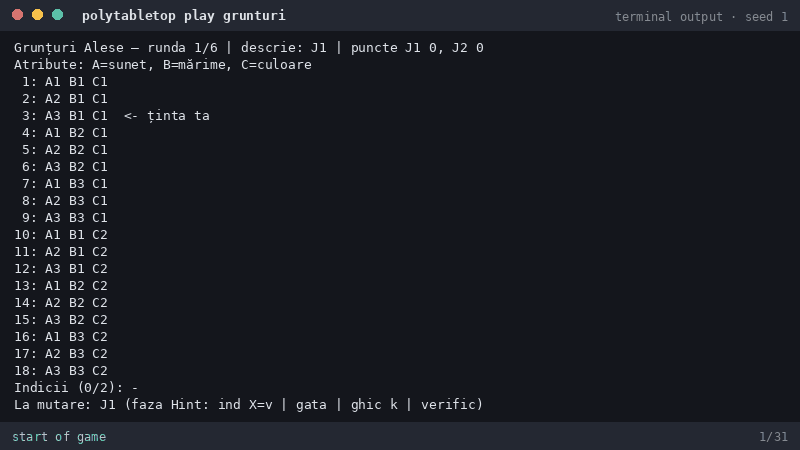 polytabletop play grunturi
terminal output · seed 1
Grunțuri Alese — runda 1/6 | descrie: J1 | puncte J1 0, J2 0
Atribute: A=sunet, B=mărime, C=culoare
1: A1 B1 C1
2: A2 B1 C1
3: A3 B1 C1  <- ținta ta
4: A1 B2 C1
5: A2 B2 C1
6: A3 B2 C1
7: A1 B3 C1
8: A2 B3 C1
9: A3 B3 C1
10: A1 B1 C2
11: A2 B1 C2
12: A3 B1 C2
13: A1 B2 C2
14: A2 B2 C2
15: A3 B2 C2
16: A1 B3 C2
17: A2 B3 C2
18: A3 B3 C2
Indicii (0/2): -
La mutare: J1 (faza Hint: ind X=v | gata | ghic k | verific)
start of game
1/31